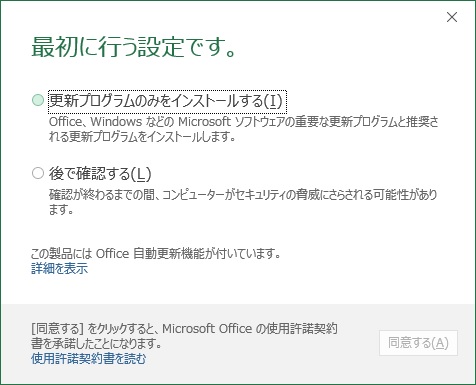 最初に行う設定です。
更新プログラムのみをインストールする(I)
Office、Windows などの Microsoft ソフトウェアの重要な更新プログラムと推奨さ
れる更新プログラムをインストールします。
後で確認する(L)
確認が終わるまでの間、コンピューターがセキュリティの脅威にさらされる可能性があり
ます。
この製品には Office 自動更新機能が付いています。
詳細を表示
[同意する] をクリックすると、Microsoft Office の使用許諾契約
書を承諾したことになります。
使用許諾契約書を読む
同意する(A)